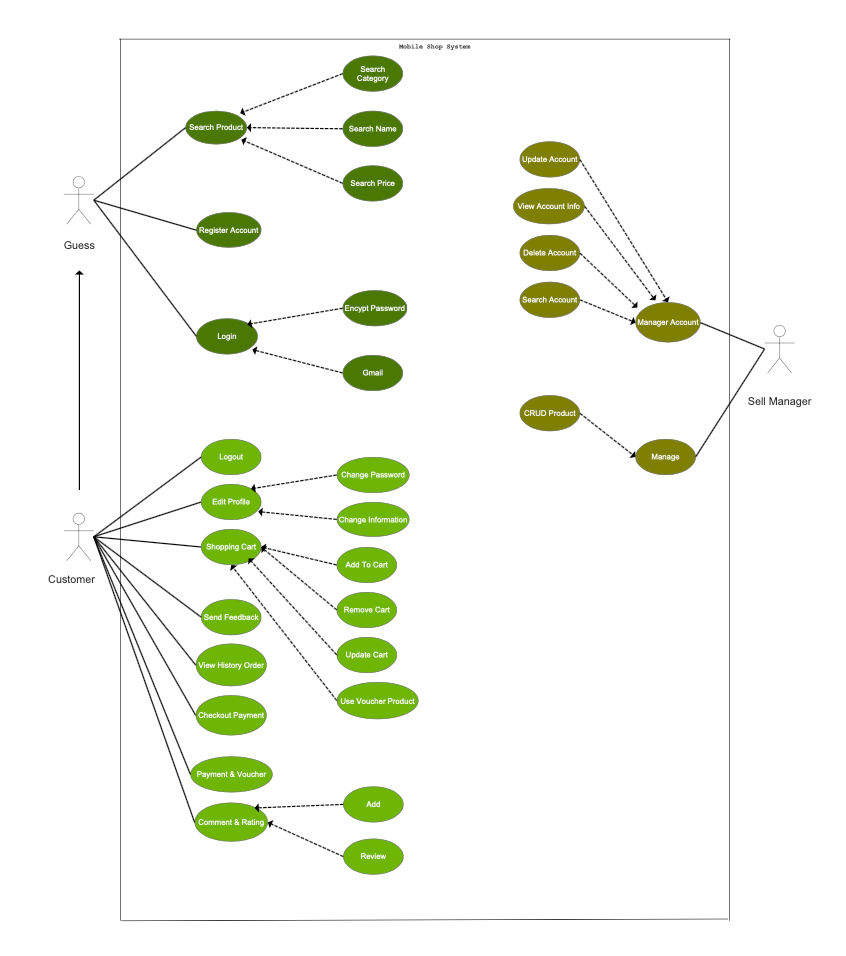 Mobile Shop System
Search
Category
Search Product
Search Name
Search Price
Guess
Register Account
Encypt Password
Login
Gmail
Update Account
View Account Info
Delete Account
Search Account
Manager Account
Sell Manager
CRUD Product
Manage
Logout
Change Password
Edit Profile
Change Information
Shopping Cart
Add To Cart
Customer
Remove Cart
Send Feedback
Update Cart
View History Order
Use Voucher Product
Checkout Payment
Payment & Voucher
Add
Comment & Rating
Review